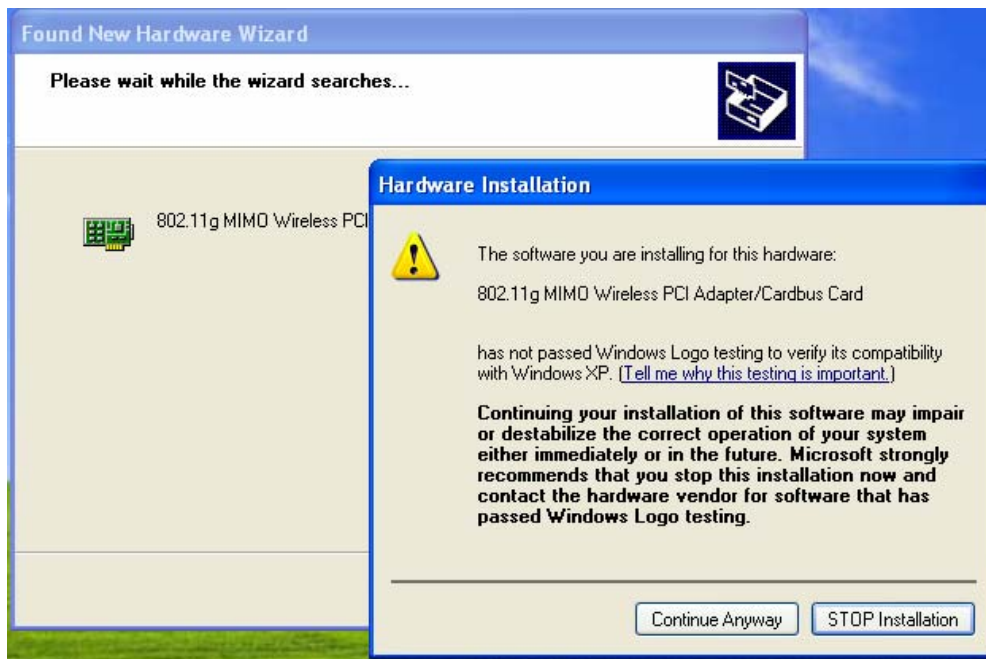 Found New Hardware Wizard
Please wait while the wizard searches...
802.11g MIMO Wireless PCI
Hardware Installation
The software you are installing for this hardware:
802.11g MIMO Wireless PCI Adapter/Cardbus Card
has not passed Windows Logo testing to verify its compatibility
with Windows XP. (Tell me why this testing is important.)
Continuing your installation of this software may impair
or destabilize the correct operation of your system
either immediately or in the future. Microsoft strongly
recommends that you stop this installation now and
contact the hardware vendor for software that has
passed Windows Logo testing.
Continue Anyway
STOP Installation